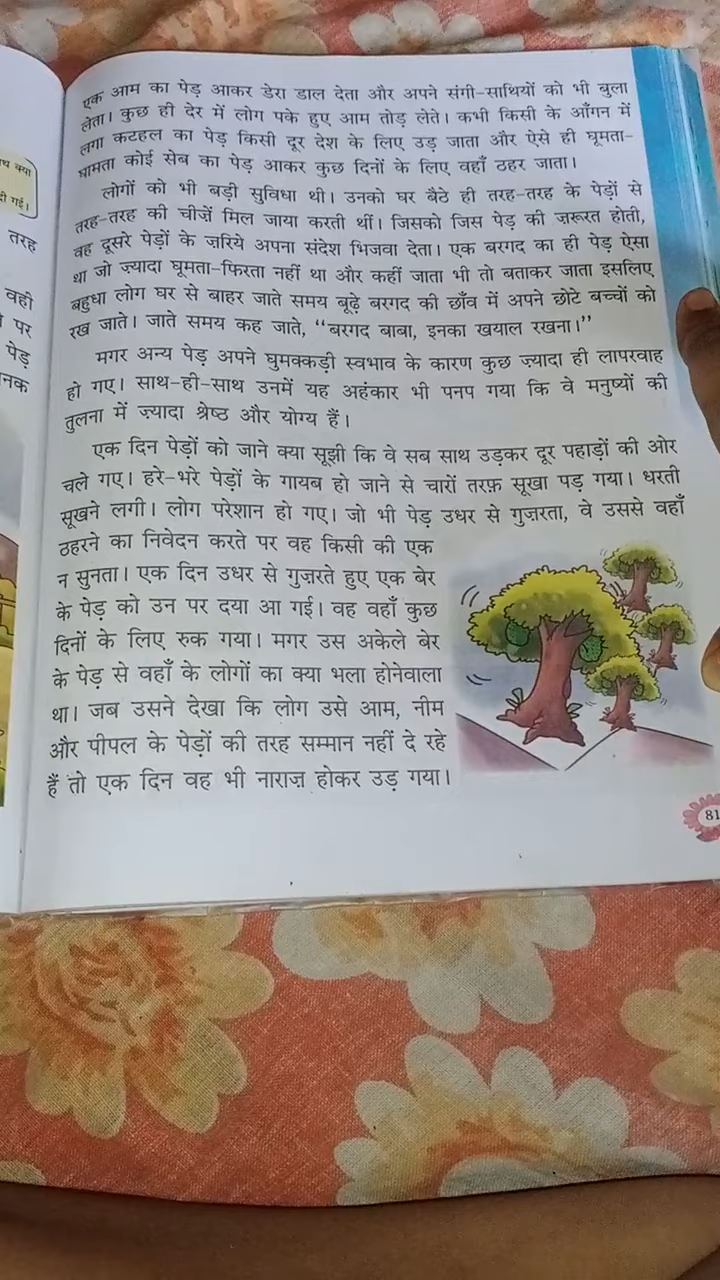 थ क्या
दी गई।
तरह
वही
पर
पेड़
नक
एक आम का पेड़ आकर डेरा डाल देता और अपने संगी-साथियों को भी बुला
लेता। कुछ ही देर में लोग पके हुए आम तोड़ लेते। कभी किसी के आँगन में
लगा कटहल का पेड़ किसी दूर देश के लिए उड़ जाता और ऐसे ही घूमता-
घामता कोई सेब का पेड़ आकर कुछ दिनों के लिए वहाँ ठहर जाता।
लोगों को भी बड़ी सुविधा थी। उनको घर बैठे ही तरह-तरह के पेड़ों से
तरह-तरह की चीज़ें मिल जाया करती थीं। जिसको जिस पेड़ की ज़रूरत होती,
वह दूसरे पेड़ों के ज़रिये अपना संदेश भिजवा देता। एक बरगद का ही पेड़ ऐसा
था जो ज़्यादा घूमता-फिरता नहीं था और कहीं जाता भी तो बताकर जाता इसलिए
बहुधा लोग घर से बाहर जाते समय बूढ़े बरगद की छाँव में अपने छोटे बच्चों को
रख जाते। जाते समय कह जाते, “बरगद बाबा, इनका खयाल रखना।”
मगर अन्य पेड़ अपने घुमक्कड़ी स्वभाव के कारण कुछ ज़्यादा ही लापरवाह
हो गए। साथ-ही-साथ उनमें यह अहंकार भी पनप गया कि वे मनुष्यों की
तुलना में ज़्यादा श्रेष्ठ और योग्य हैं।
एक दिन पेड़ों को जाने क्या सूझी कि वे सब साथ उड़कर दूर पहाड़ों की ओर
चले गए। हरे-भरे पेड़ों के गायब हो जाने से चारों तरफ़ सूखा पड़ गया। धरती
सूखने लगी। लोग परेशान हो गए। जो भी पेड़ उधर से गुज़रता, वे उससे वहाँ
ठहरने का निवेदन करते पर वह किसी की एक
न सुनता। एक दिन उधर से गुज़रते हुए एक बेर
के पेड़ को उन पर दया आ गई। वह वहाँ कुछ
दिनों के लिए रुक गया। मगर उस अकेले बेर
के पेड़ से वहाँ के लोगों का क्या भला होनेवाला
था। जब उसने देखा कि लोग उसे आम, नीम
और पीपल के पेड़ों की तरह सम्मान नहीं दे रहे
हैं तो एक दिन वह भी नाराज़ होकर उड़ गया।
81